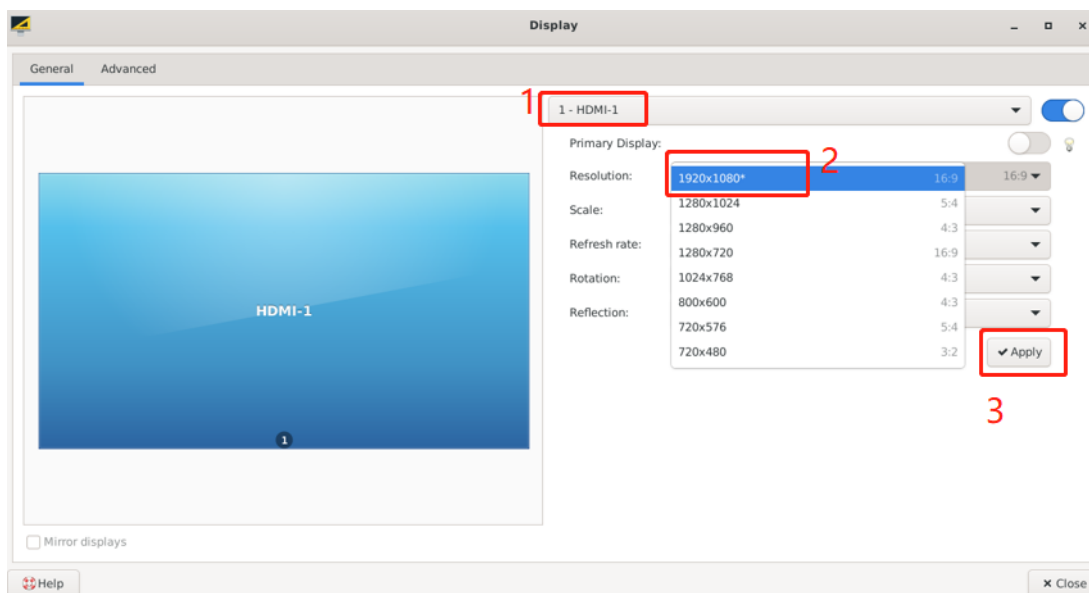 Display
General Advanced
1
1 - HDMI-1
Primary Display:
2
Resolution:
16:9
1920x1080* 16:9
1280x1024 5:4
1280x960 4:3
1280x720 16:9
1024x768 4:3
800x600 4:3
720x576 5:4
720x480 3:2
Scale:
Refresh rate:
Rotation:
Reflection:
Apply
3
HDMI-1
1
Mirror displays
Help
Close